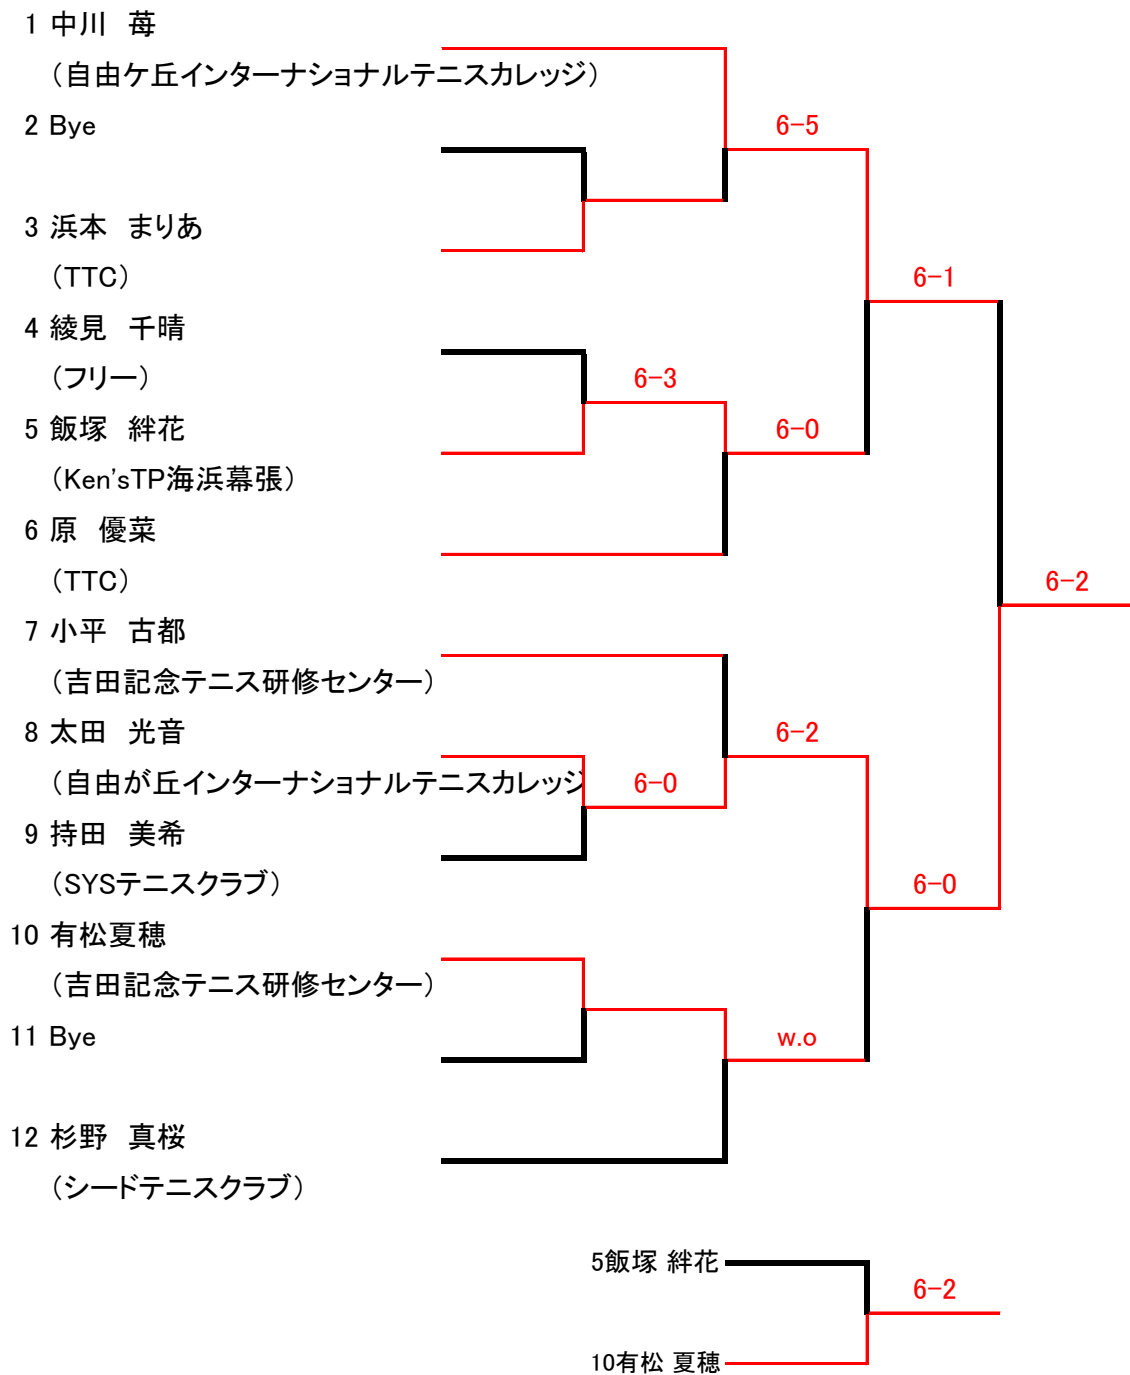 1 中川　苺
（自由ケ丘インターナショナルテニスカレッジ）
2 Bye
6-5
3 浜本　まりあ
（TTC）
6-1
4 綾見　千晴
（フリー）
6-3
5 飯塚　絆花
6-0
（Ken'sTP海浜幕張）
6 原　優菜
（TTC）
6-2
7 小平　古都
（吉田記念テニス研修センター）
8 太田　光音
6-2
（自由が丘インターナショナルテニスカレッジ
6-0
9 持田　美希
（SYSテニスクラブ）
6-0
10 有松夏穂
（吉田記念テニス研修センター）
11 Bye
w.o
12 杉野　真桜
（シードテニスクラブ）
5飯塚 絆花
6-2
10有松 夏穂